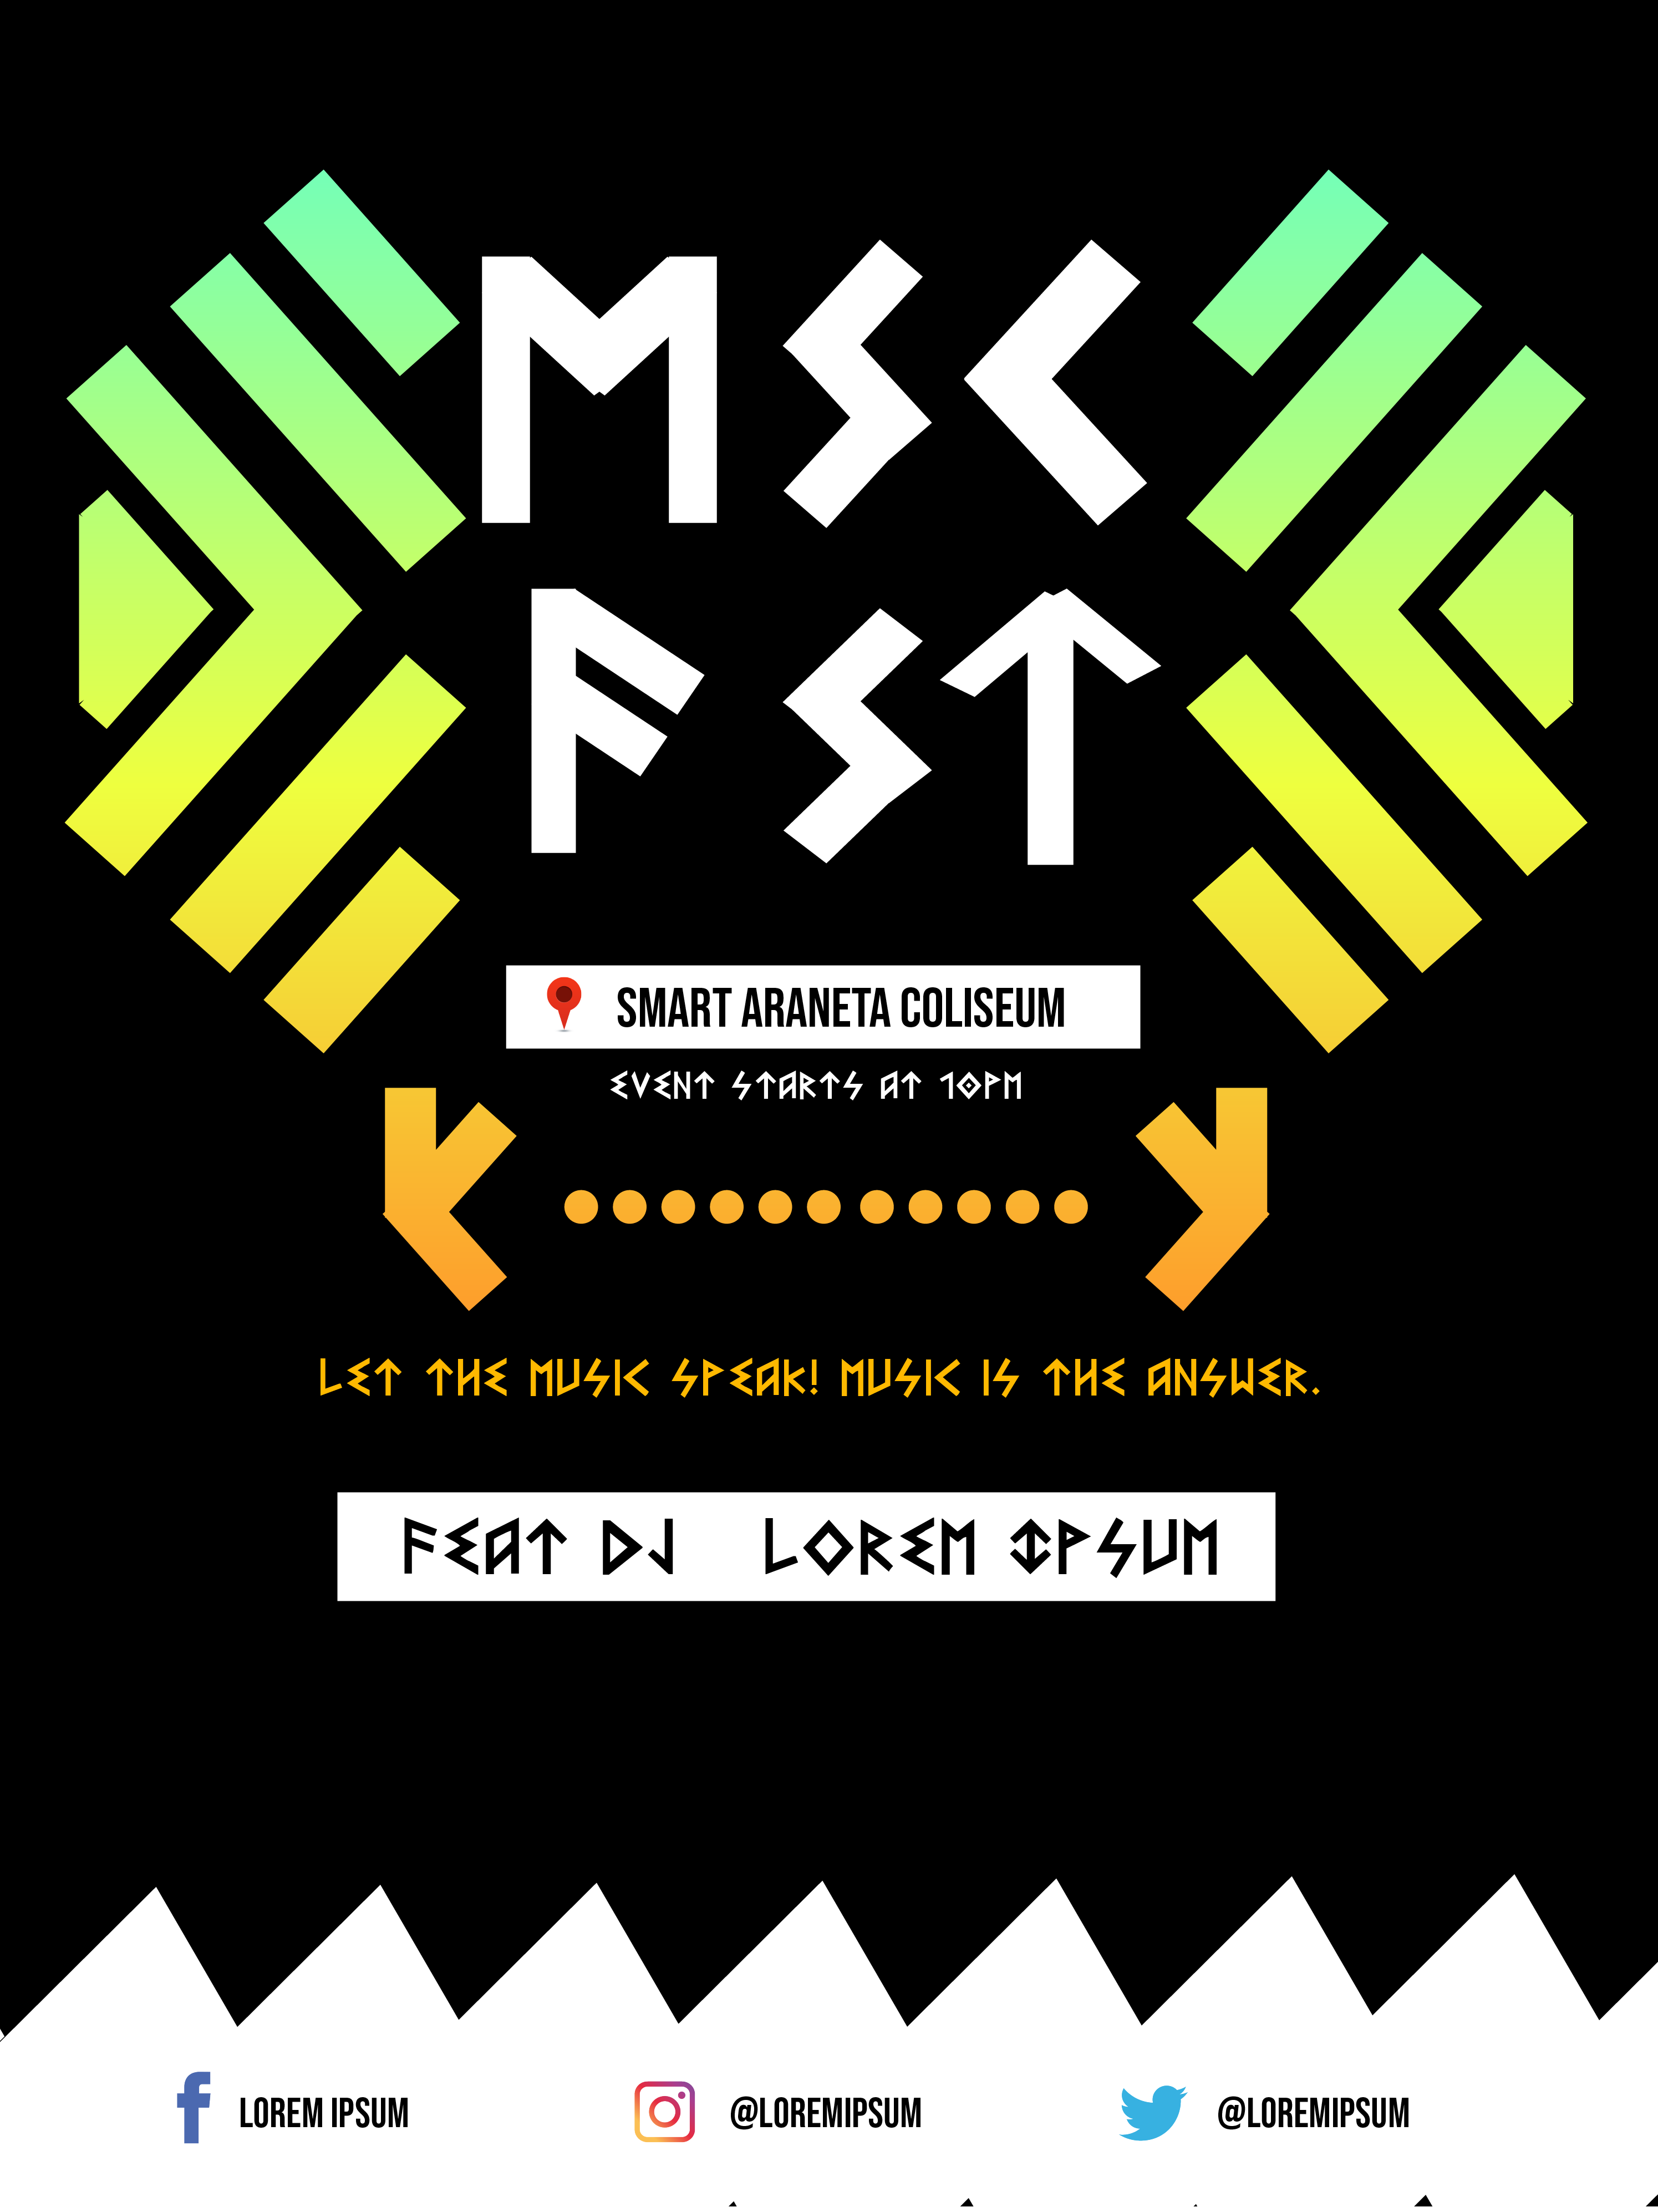 MSC
FST
SMART ARANETA COLISEUM
EVENT STARTS AT 10PM
LET THE MUSIC SPEAK! MUSIC IS THE ANSWER.
FEAT DJ LOREM IPSUM
LOREM IPSUM
@LOREMIPSUM
@LOREMIPSUM